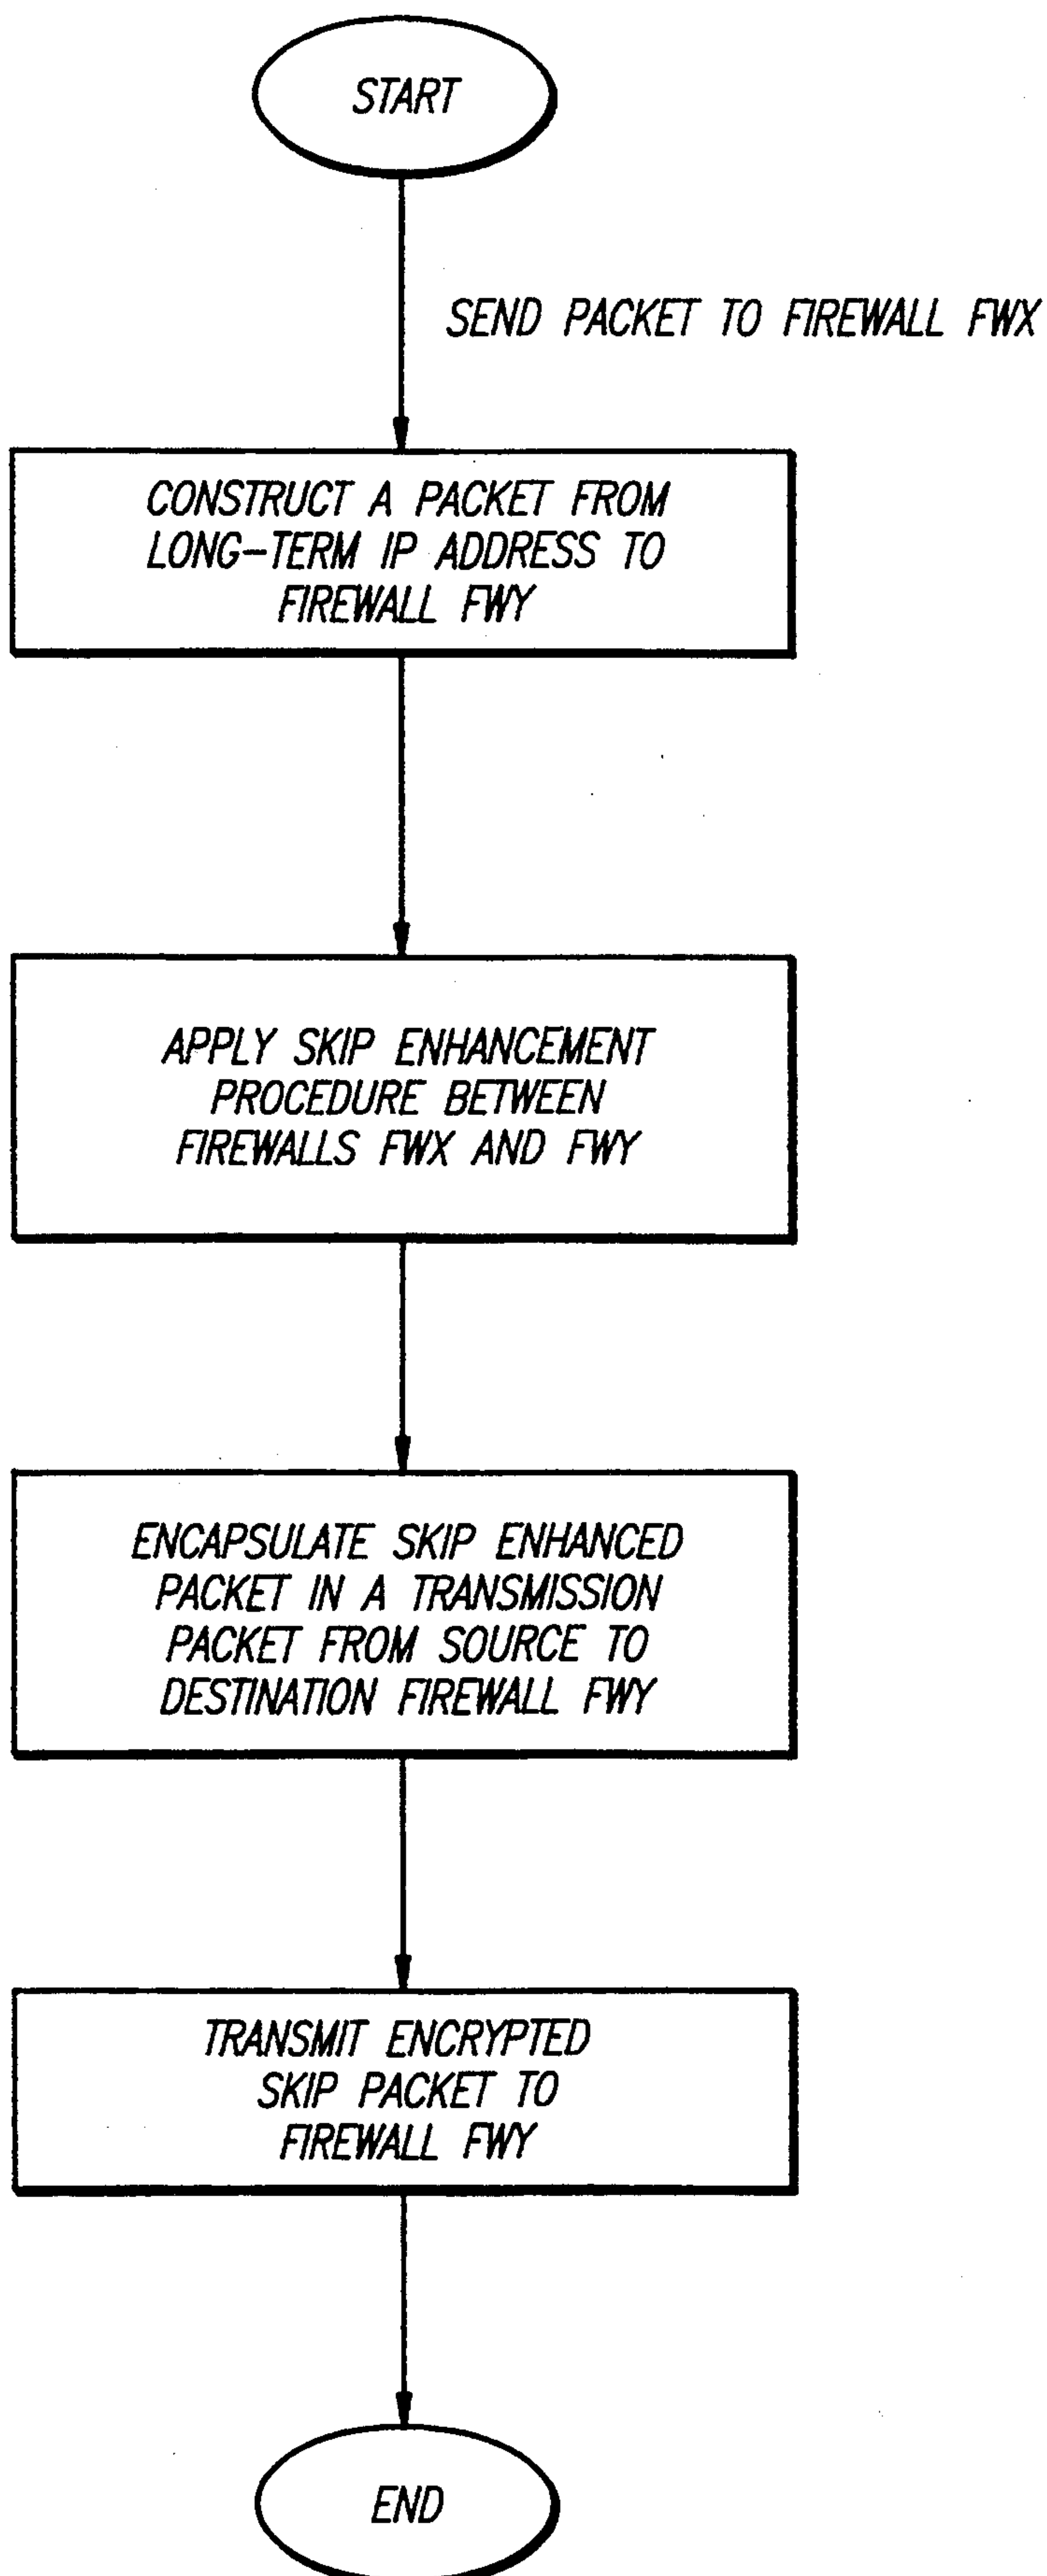 START
SEND PACKET TO FIREWALL FWX
CONSTRUCT A PACKET FROM
LONG-TERM IP ADDRESS TO
FIREWALL FWY
APPLY SKIP ENHANCEMENT
PROCEDURE BETWEEN
FIREWALLS FWX AND FWY
ENCAPSULATE SKIP ENHANCED
PACKET IN A TRANSMISSION
PACKET FROM SOURCE TO
DESTINATION FIREWALL FWY
TRANSMIT ENCRYPTED
SKIP PACKET TO
FIREWALL FWY
END